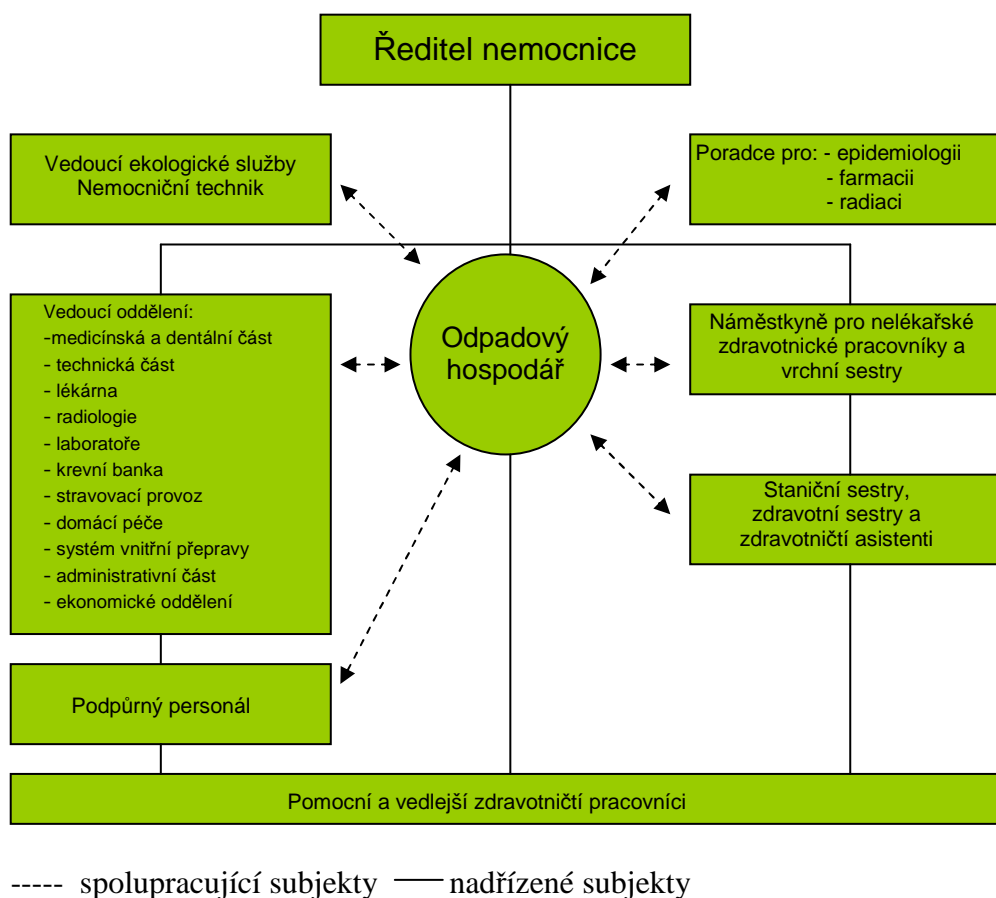 Ředitel nemocnice
Vedoucí ekologické služby
Nemocniční technik
Poradce pro: - epidemiologii
- farmacii
- radiaci
Vedoucí oddělení:
-medicínská a dentální část
- technická část
- lékárna
- radiologie
- laboratoře
- krevní banka
- stravovací provoz
- domácí péče
- systém vnitřní přepravy
- administrativní část
- ekonomické oddělení
Odpadový
hospodář
Náměstkyně pro nelékařské
zdravotnické pracovníky a
vrchní sestry
Staniční sestry,
zdravotní sestry a
zdravotničtí asistenti
Podpůrný personál
Pomocní a vedlejší zdravotničtí pracovníci
----- spolupracující subjekty —— nadřízené subjekty